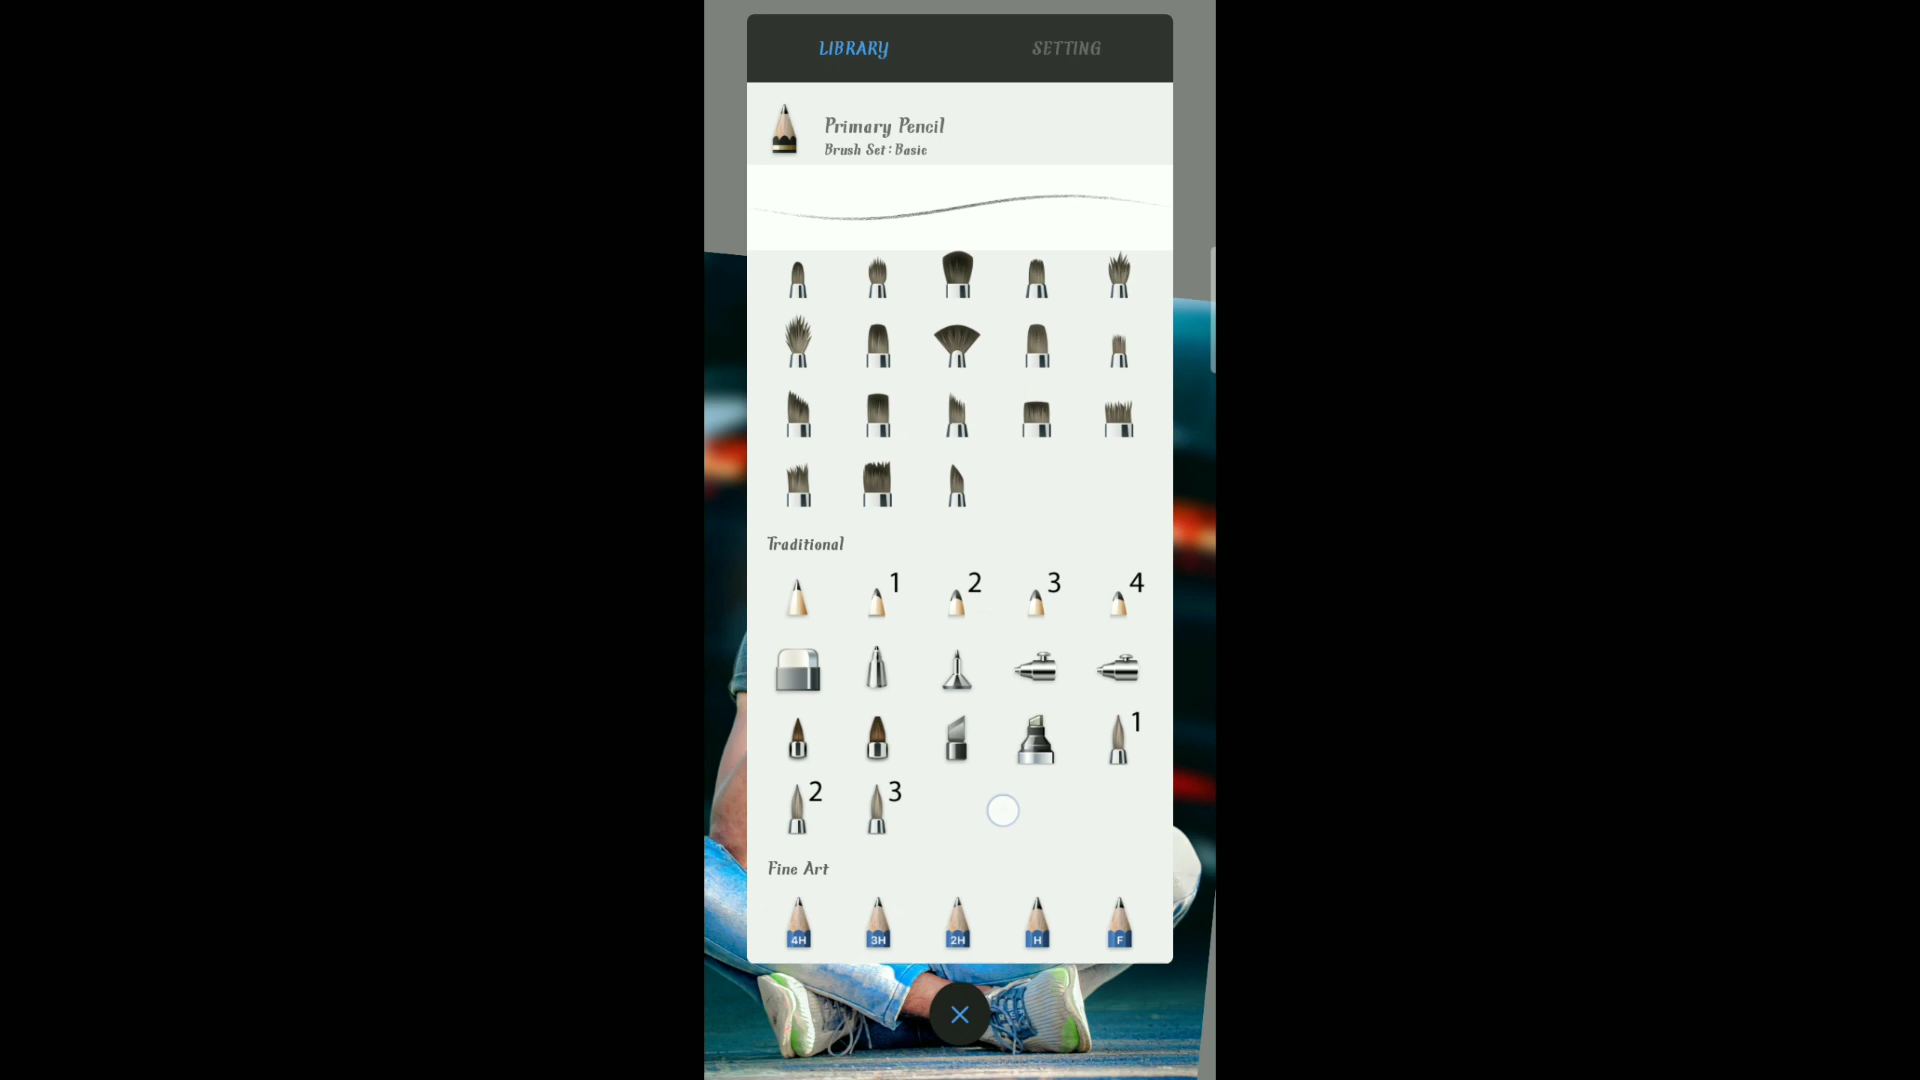 LIBRARY SETTING
Primary Pencil
Brush Set : Basic
Traditional
1 2 3 4
1
2 3
Fine Art
4H 3H 2H H F